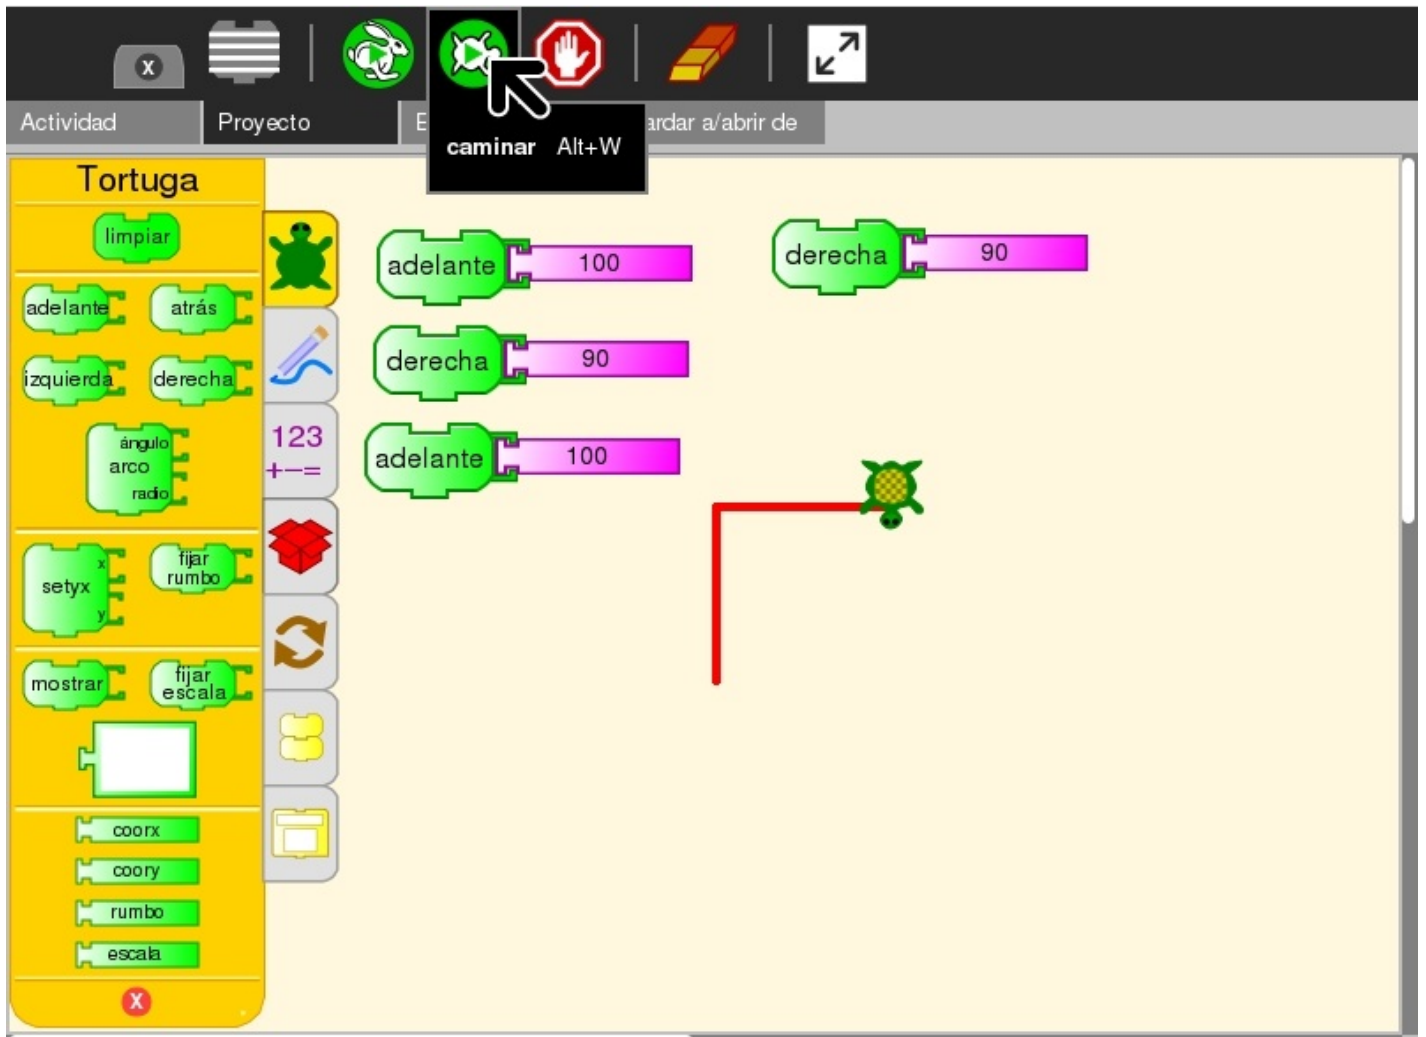 X
Actividad
Proyecto
E
ardar a/abrir de
caminar Alt+W
Tortuga
limpiar
adelante
atrás
izquierda
derecha
ángulo
arco
radio
x
setyx
y
fijar
rumbo
mostrar
fijar
escala
coorx
coory
rumbo
escala
X
123
+−=
adelante 100
derecha 90
adelante 100
derecha 90